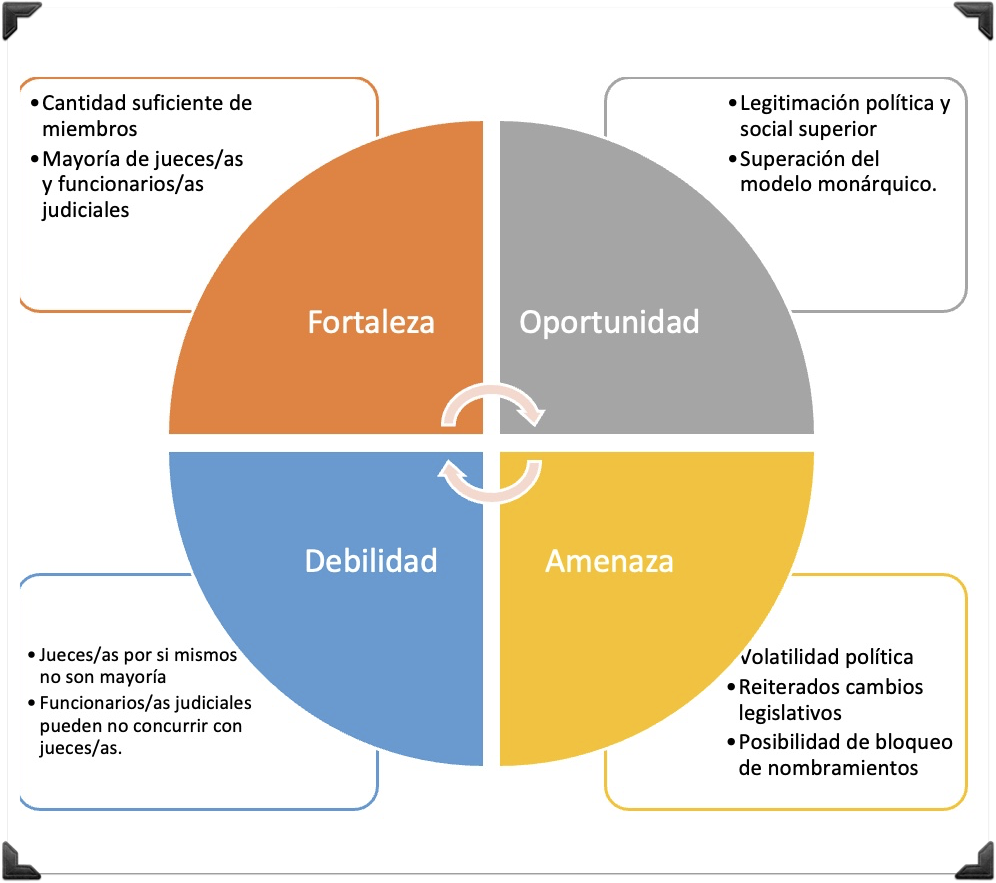 •Cantidad suficiente de
miembros
•Mayoría de jueces/as
y funcionarios/as
judiciales
Fortaleza
•Legitimación política y
social superior
•Superación del
modelo monárquico.
Oportunidad
Debilidad
•Jueces/as por si mismos
no son mayoría
•Funcionarios/as judiciales
pueden no concurrir con
jueces/as.
Amenaza
Volatilidad política
•Reiterados cambios
legislativos
•Posibilidad de bloqueo
de nombramientos